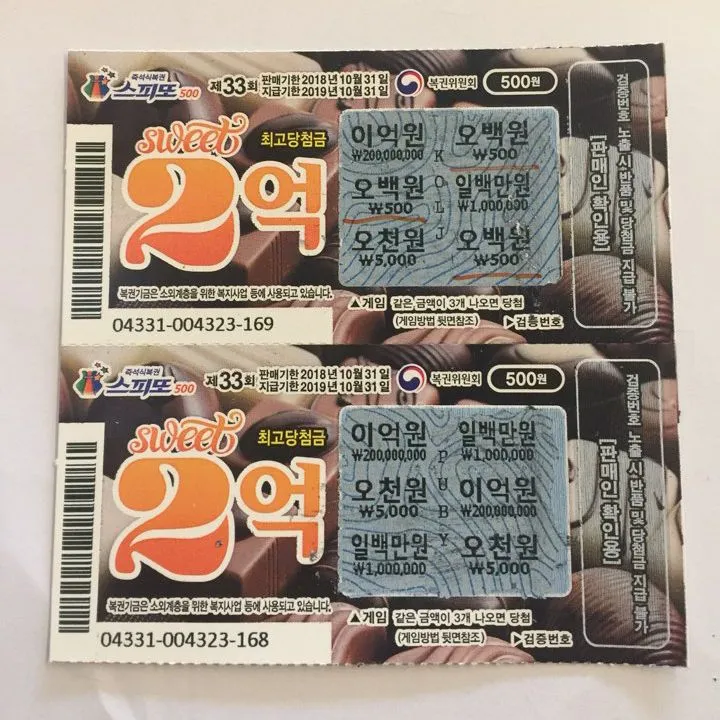 즉석식복권
스피또500
제33회
판매기한 2018년10월31일
지급기한 2019년10월31일
복권위원회
500원
sweet
최고당첨금
2억
이억원 오백원
₩200,000,000 ₩500
오백원 일백만원
₩500 ₩1,000,000
오천원 오백원
₩5,000 ₩500
K O L J
복권기금은 소외계층을 위한 복지사업 등에 사용되고 있습니다.
▲게임 같은 금액이 3개 나오면 당첨
(게임방법 뒷면참조) ▷검증번호
04331-004323-169
검증번호 노출 시 반품 및 당첨금 지급 불가
[판매인 확인용]
즉석식복권
스피또500
제33회
판매기한 2018년10월31일
지급기한 2019년10월31일
복권위원회
500원
sweet
최고당첨금
2억
이억원 일백만원
₩200,000,000 ₩1,000,000
오천원 이억원
₩5,000 ₩200,000,000
일백만원 오천원
₩1,000,000 ₩5,000
P U B Y
복권기금은 소외계층을 위한 복지사업 등에 사용되고 있습니다.
▲게임 같은 금액이 3개 나오면 당첨
(게임방법 뒷면참조) ▷검증번호
04331-004323-168
검증번호 노출 시 반품 및 당첨금 지급 불가
[판매인 확인용]